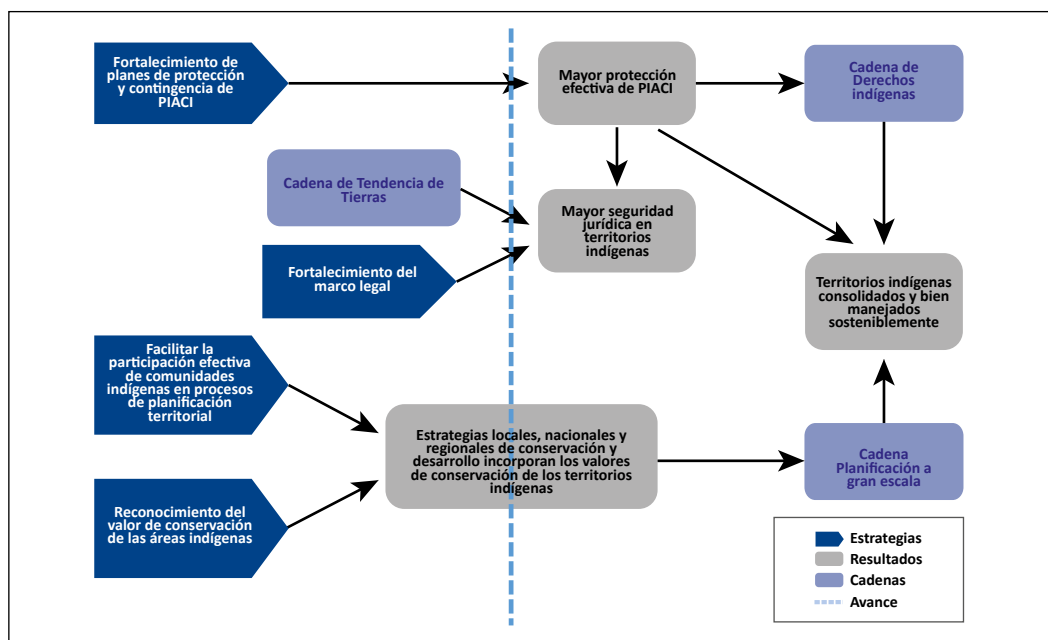 Fortalecimiento de
planes de protección
y contingencia de
PIACI
Mayor protección
efectiva de PIACI
Cadena de
Derechos
indígenas
Cadena de Tendencia de
Tierras
Mayor seguridad
jurídica en
territorios
indígenas
Fortalecimiento del
marco legal
Territorios indígenas
consolidados y bien
manejados
sosteniblemente
Facilitar la
participación efectiva
de comunidades
indígenas en procesos
de planificación
territorial
Estrategias locales, nacionales y
regionales de conservación y
desarrollo incorporan los valores
de conservación de los territorios
indígenas
Cadena
Planificación a
gran escala
Reconocimiento del
valor de conservación
de las áreas indígenas
Estrategias
Resultados
Cadenas
Avance